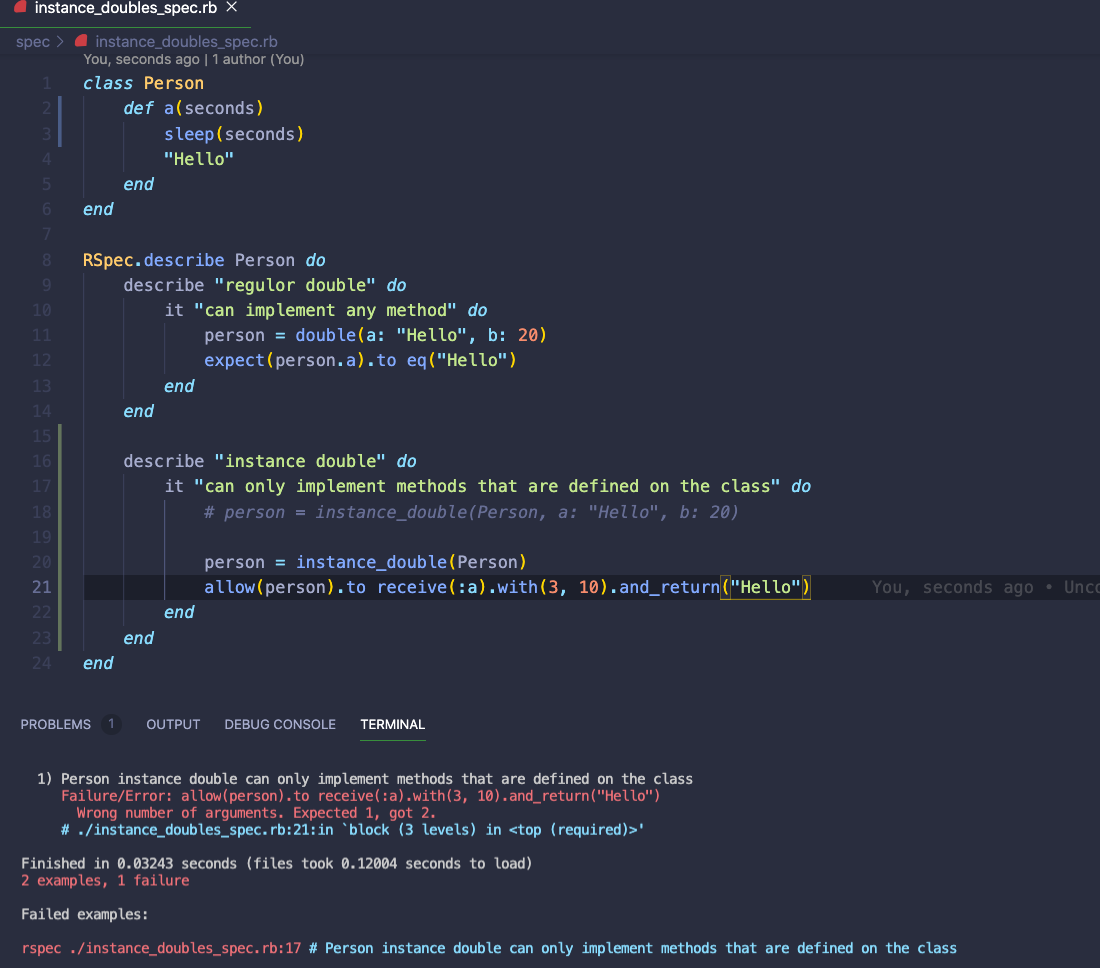 instance_doubles_spec.rb ×
spec > instance_doubles_spec.rb
You, seconds ago | 1 author (You)
1 class Person
2 def a(seconds)
3 sleep(seconds)
4 "Hello"
5 end
6 end
7
8 RSpec.describe Person do
9 describe "regulor double" do
10 it "can implement any method" do
11 person = double(a: "Hello", b: 20)
12 expect(person.a).to eq("Hello")
13 end
14 end
15
16 describe "instance double" do
17 it "can only implement methods that are defined on the class" do
18 # person = instance_double(Person, a: "Hello", b: 20)
19
20 person = instance_double(Person)
21 allow(person).to receive(:a).with(3, 10).and_return("Hello") You, seconds ago • Unco
22 end
23 end
24 end
PROBLEMS 1 OUTPUT DEBUG CONSOLE TERMINAL
1) Person instance double can only implement methods that are defined on the class
Failure/Error: allow(person).to receive(:a).with(3, 10).and_return("Hello")
Wrong number of arguments. Expected 1, got 2.
# ./instance_doubles_spec.rb:21:in `block (3 levels) in <top (required)>'
Finished in 0.03243 seconds (files took 0.12004 seconds to load)
2 examples, 1 failure
Failed examples:
rspec ./instance_doubles_spec.rb:17 # Person instance double can only implement methods that are defined on the class